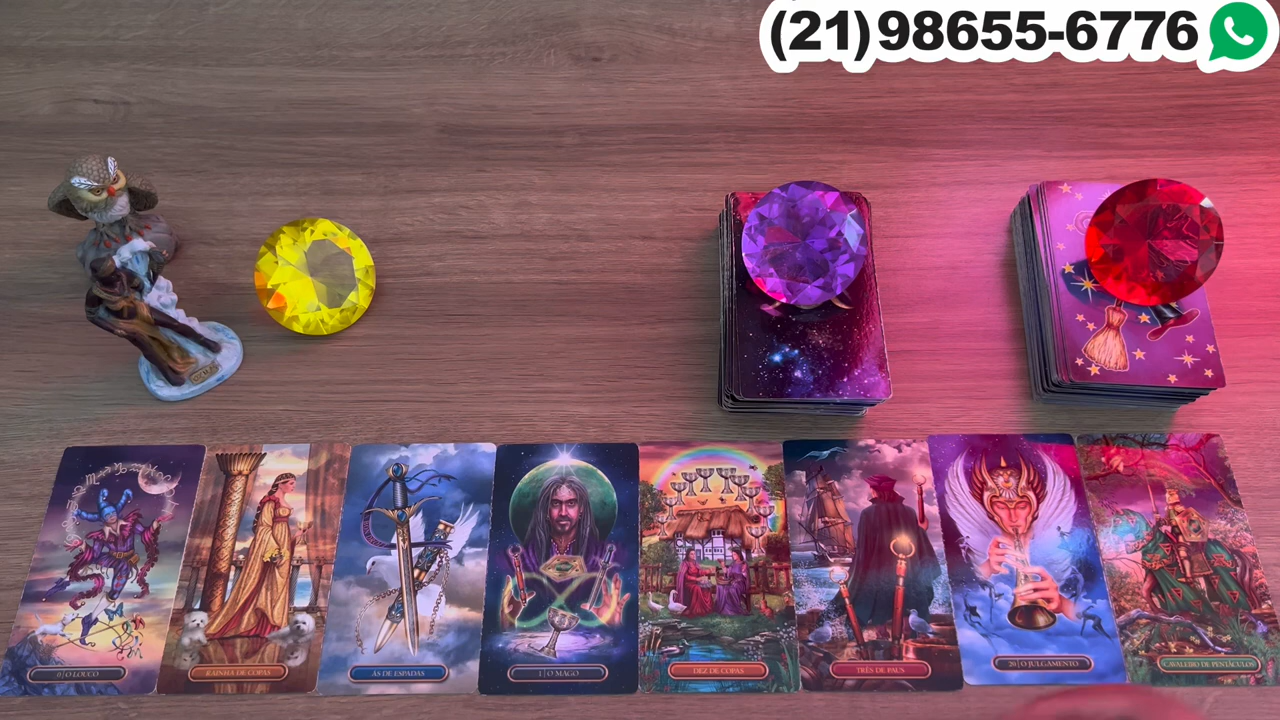 (21)98655-6776
0 | O LOUCO
RAINHA DE COPAS
ÁS DE ESPADAS
1 | O MAGO
DEZ DE COPAS
TRÊS DE PAUS
20 | O JULGAMENTO
CAVALEIRO DE PENTÁCULOS